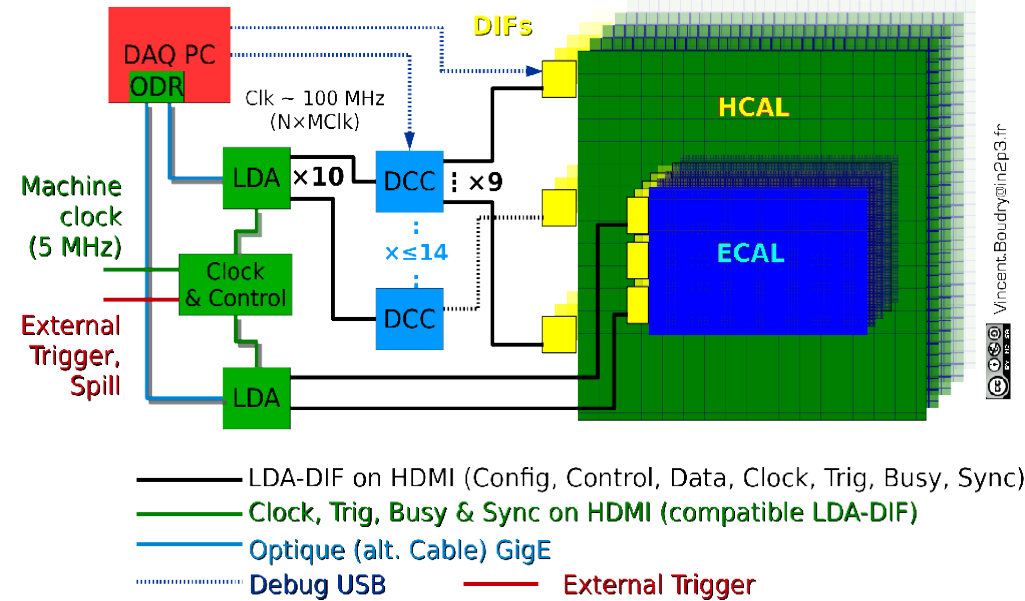 DIFs
DAQ PC
ODR
Clk ~ 100 MHz
(N×MClk)
HCAL
LDA
×10
DCC
⋮ ×9
Machine
clock
(5 MHz)
×≤14
ECAL
Clock
& Control
DCC
External
Trigger,
Spill
LDA
Vincent.Boudry@in2p3.fr
LDA-DIF on HDMI (Config, Control, Data, Clock, Trig, Busy, Sync)
Clock, Trig, Busy & Sync on HDMI (compatible LDA-DIF)
Optique (alt. Cable) GigE
Debug USB
External Trigger